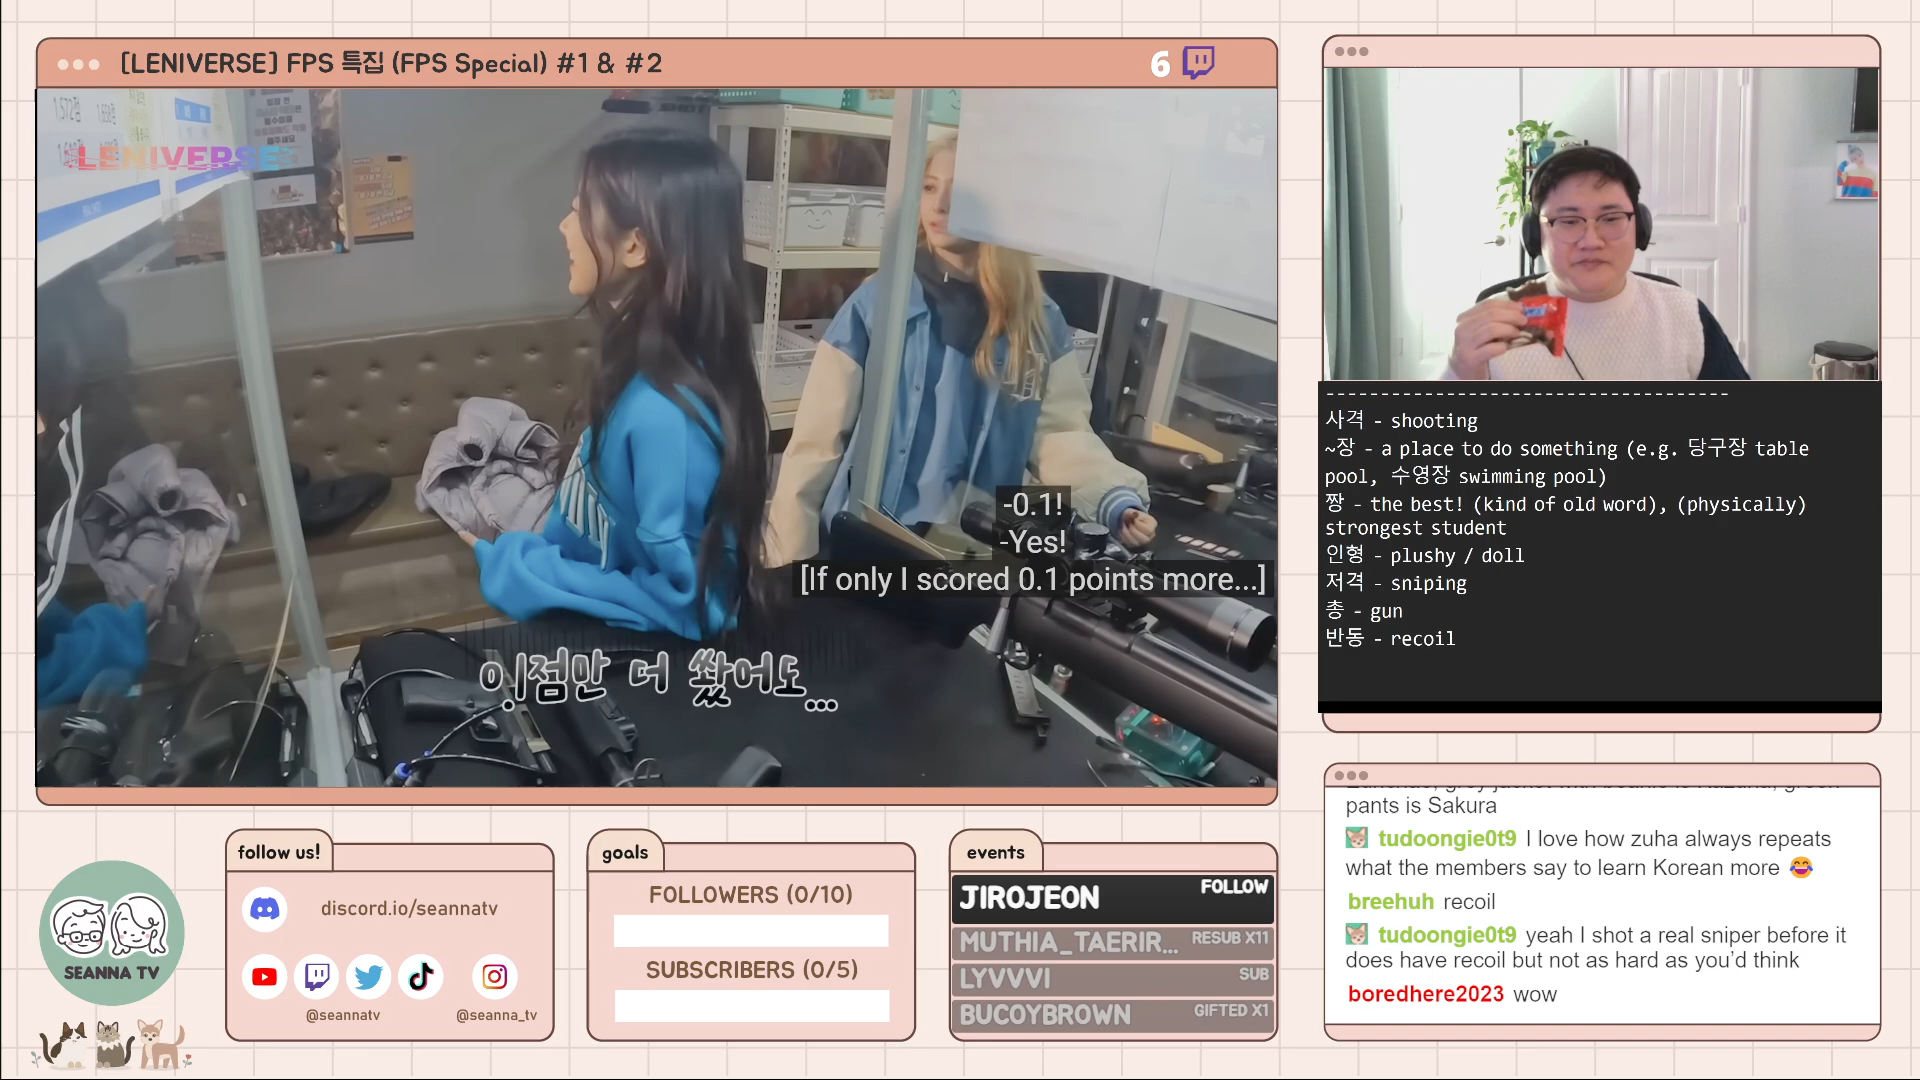 [LENIVERSE] FPS 특집 (FPS Special) #1 & #2
6
LENIVERSE
-0.1!
-Yes!
[If only I scored 0.1 points more...]
이점만 더 쐈어도...
-----------------------------------
사격 - shooting
~장 - a place to do something (e.g. 당구장 table
pool, 수영장 swimming pool)
짱 - the best! (kind of old word), (physically)
strongest student
인형 - plushy / doll
저격 - sniping
총 - gun
반동 - recoil
pants is Sakura
tudoongie0t9 I love how zuha always repeats
what the members say to learn Korean more 😂
breehuh recoil
tudoongie0t9 yeah I shot a real sniper before it
does have recoil but not as hard as you'd think
boredhere2023 wow
SEANNA TV
follow us!
discord.io/seannatv
@seannatv
@seanna_tv
goals
FOLLOWERS (0/10)
SUBSCRIBERS (0/5)
events
JIROJEON FOLLOW
MUTHIA_TAERIR... RESUB X11
LYVVVI SUB
BUCOYBROWN GIFTED X1